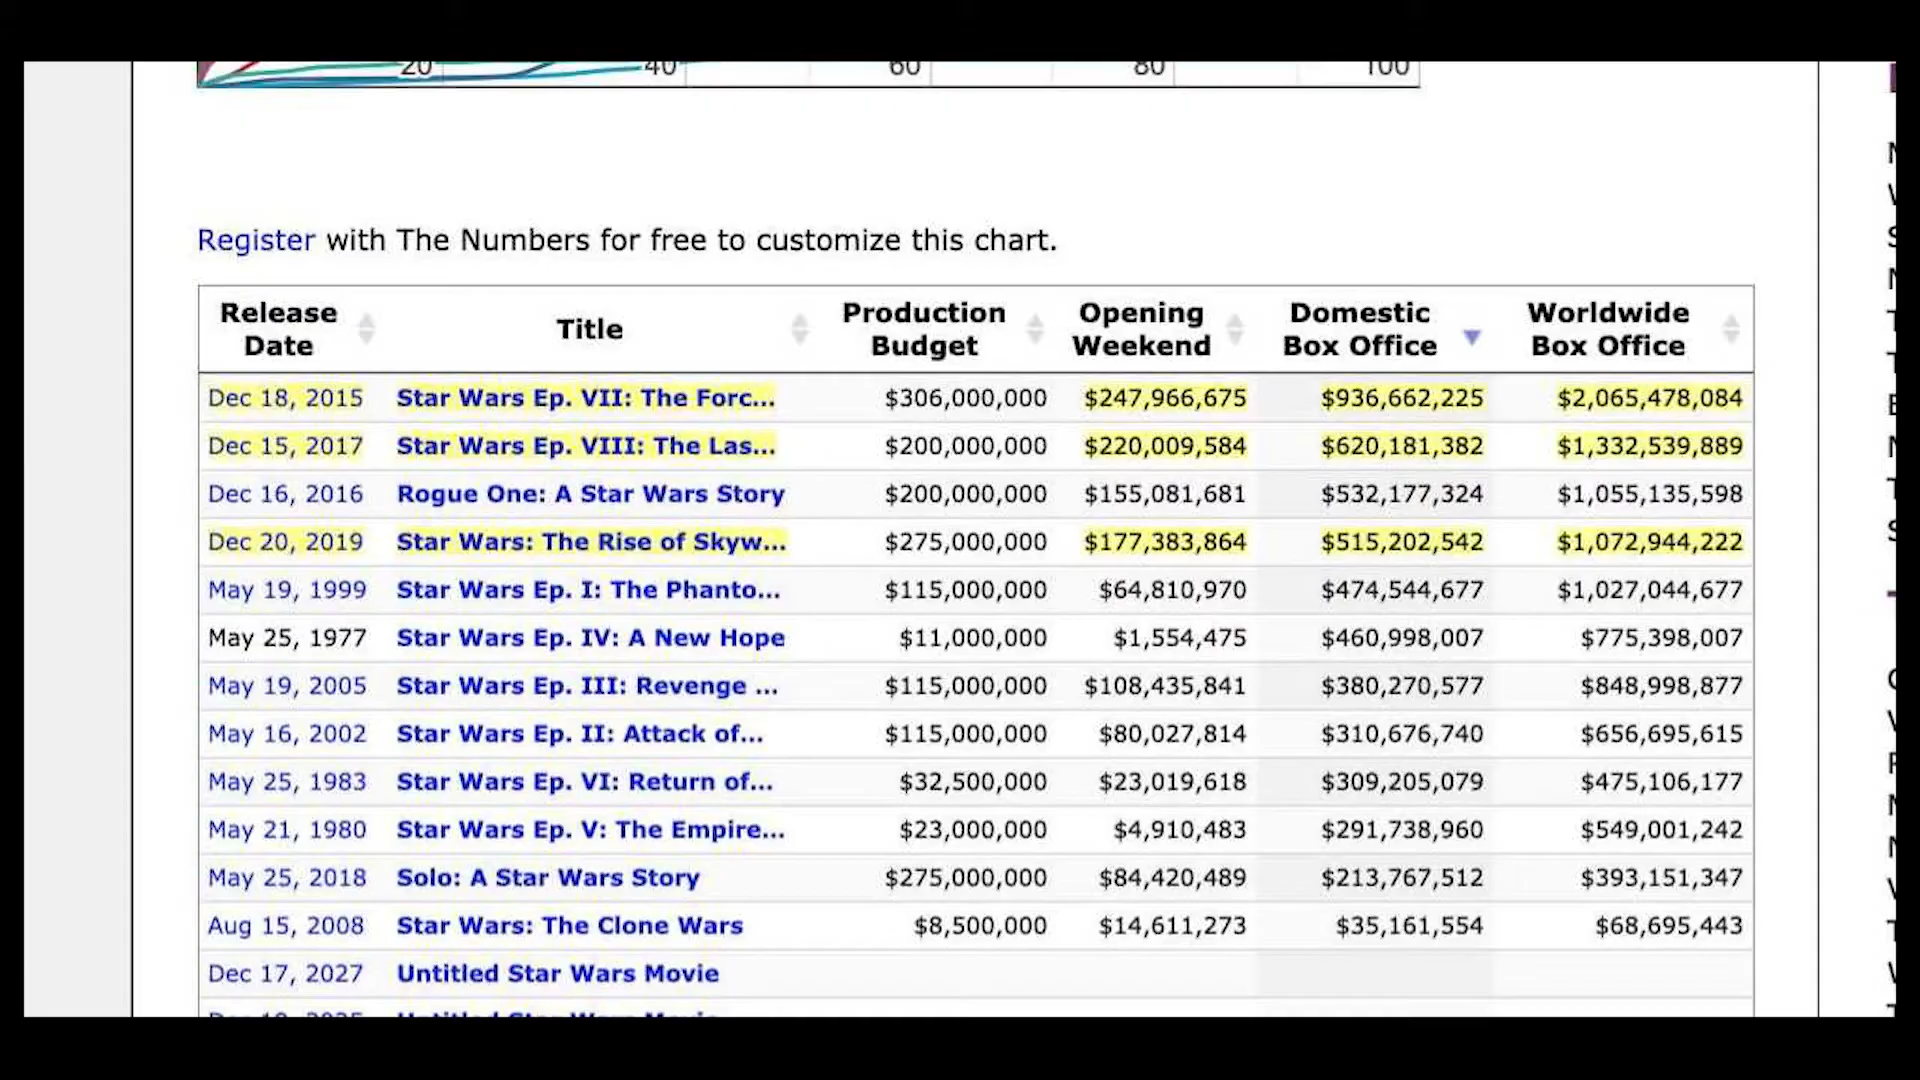 20 40 60 80 100
Register with The Numbers for free to customize this chart.
Release Date Title Production Budget Opening Weekend Domestic Box Office Worldwide Box Office
Dec 18, 2015 Star Wars Ep. VII: The Forc... $306,000,000 $247,966,675 $936,662,225 $2,065,478,084
Dec 15, 2017 Star Wars Ep. VIII: The Las... $200,000,000 $220,009,584 $620,181,382 $1,332,539,889
Dec 16, 2016 Rogue One: A Star Wars Story $200,000,000 $155,081,681 $532,177,324 $1,055,135,598
Dec 20, 2019 Star Wars: The Rise of Skyw... $275,000,000 $177,383,864 $515,202,542 $1,072,944,222
May 19, 1999 Star Wars Ep. I: The Phanto... $115,000,000 $64,810,970 $474,544,677 $1,027,044,677
May 25, 1977 Star Wars Ep. IV: A New Hope $11,000,000 $1,554,475 $460,998,007 $775,398,007
May 19, 2005 Star Wars Ep. III: Revenge ... $115,000,000 $108,435,841 $380,270,577 $848,998,877
May 16, 2002 Star Wars Ep. II: Attack of... $115,000,000 $80,027,814 $310,676,740 $656,695,615
May 25, 1983 Star Wars Ep. VI: Return of... $32,500,000 $23,019,618 $309,205,079 $475,106,177
May 21, 1980 Star Wars Ep. V: The Empire... $23,000,000 $4,910,483 $291,738,960 $549,001,242
May 25, 2018 Solo: A Star Wars Story $275,000,000 $84,420,489 $213,767,512 $393,151,347
Aug 15, 2008 Star Wars: The Clone Wars $8,500,000 $14,611,273 $35,161,554 $68,695,443
Dec 17, 2027 Untitled Star Wars Movie